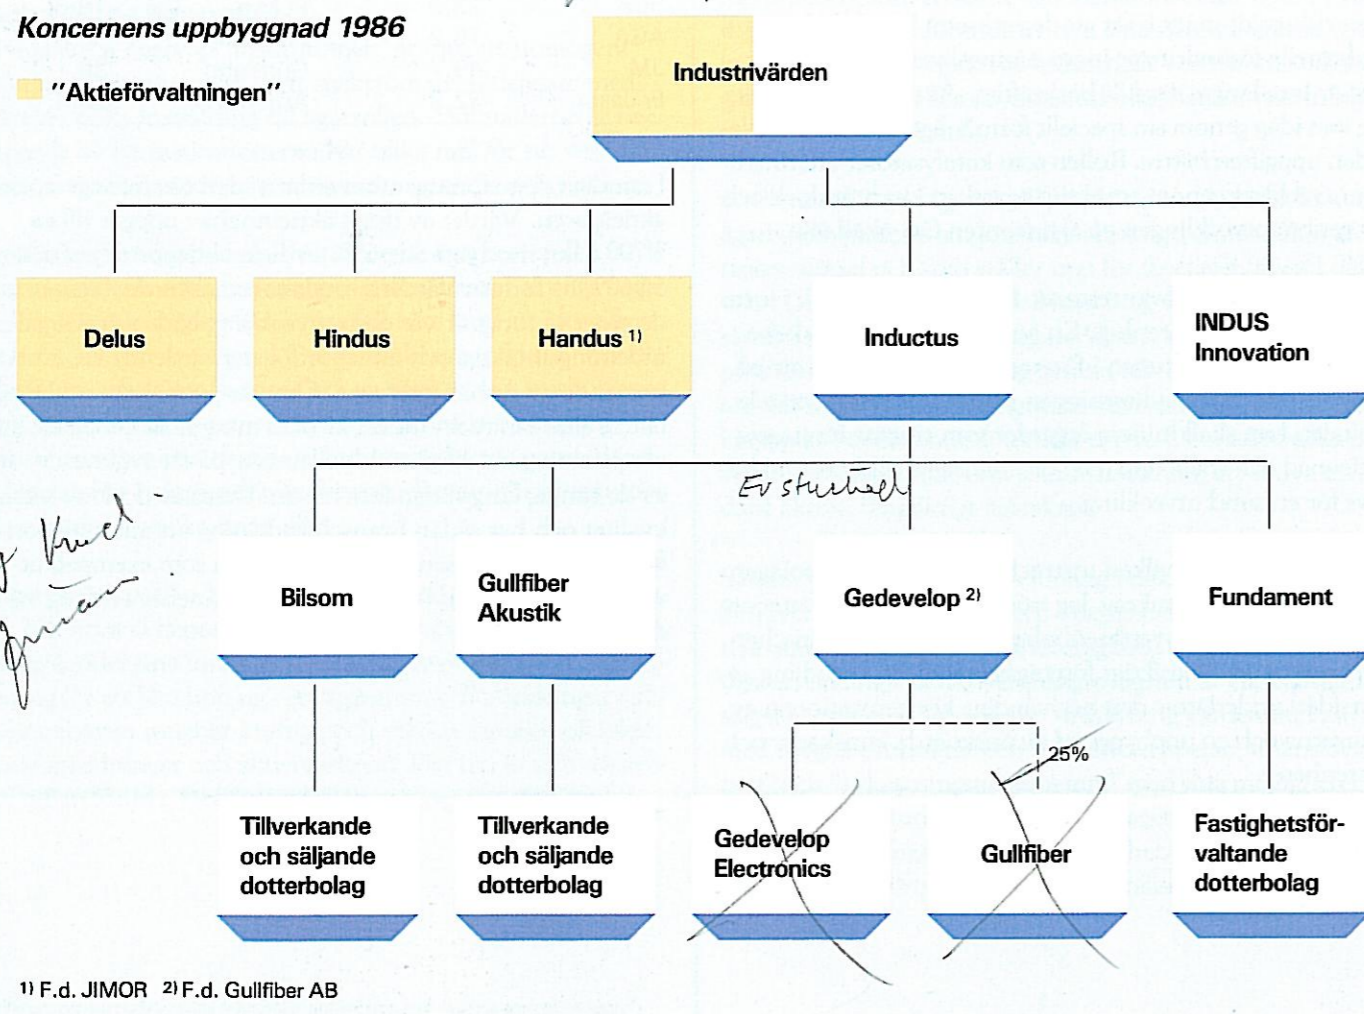 Koncernens uppbyggnad 1986
"Aktieförvaltningen"
Industrivärden
Delus
Hindus
Handus 1)
Inductus
INDUS
Innovation
Bilsom
Gullfiber
Akustik
Gedevelop 2)
Fundament
25%
Tillverkande
och säljande
dotterbolag
Tillverkande
och säljande
dotterbolag
Gedevelop
Electronics
Gullfiber
Fastighetsför-
valtande
dotterbolag
1) F.d. JIMOR 2) F.d. Gullfiber AB